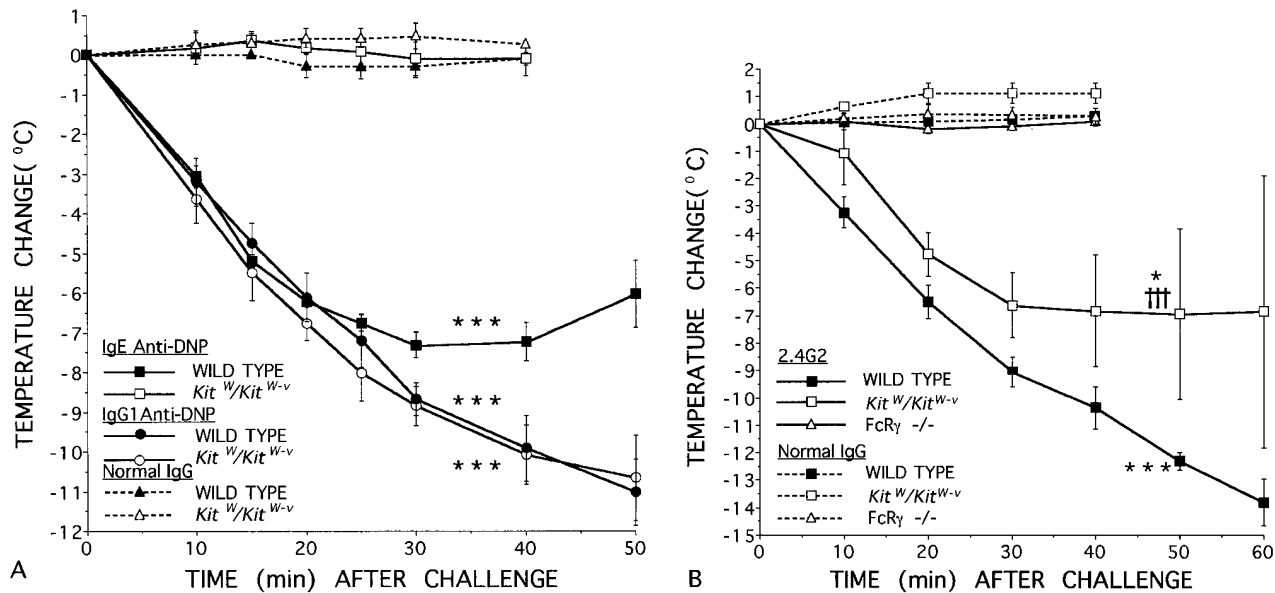 TEMPERATURE CHANGE(°C)
1
0
-1
-2
-3
-4
-5
-6
-7
-8
-9
-10
-11
-12
***
***
***
IgE Anti-DNP
WILD TYPE
Kit W/Kit W-v
IgG1 Anti-DNP
WILD TYPE
Kit W/Kit W-v
Normal IgG
WILD TYPE
Kit W/Kit W-v
0 10 20 30 40 50
A TIME (min) AFTER CHALLENGE
TEMPERATURE CHANGE(°C)
2
1
0
-1
-2
-3
-4
-5
-6
-7
-8
-9
-10
-11
-12
-13
-14
-15
*
†††
***
2.4G2
WILD TYPE
Kit W/Kit W-v
FcRγ -/-
Normal IgG
WILD TYPE
Kit W/Kit W-v
FcRγ -/-
0 10 20 30 40 50 60
B TIME (min) AFTER CHALLENGE